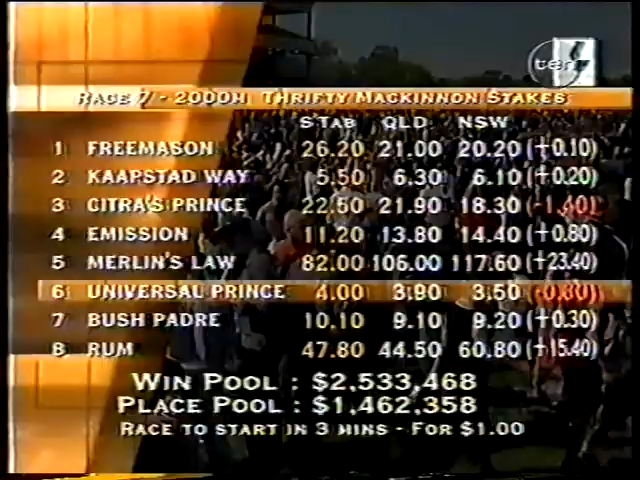 ten
RACE 7 - 2000M THRIFTY MACKINNON STAKES
STAB QLD NSW
1 FREEMASON 26.20 21.00 20.20 (+0.10)
2 KAAPSTAD WAY 5.50 6.30 6.10 (+0.20)
3 CITRA'S PRINCE 22.50 21.90 18.30 (-1.40)
4 EMISSION 11.20 13.80 14.40 (+0.80)
5 MERLIN'S LAW 82.00 106.00 117.60 (+23.40)
6 UNIVERSAL PRINCE 4.00 3.90 3.50 (-0.80)
7 BUSH PADRE 10.10 9.10 9.20 (+0.30)
8 RUM 47.80 44.50 60.80 (+15.40)
WIN POOL : $2,533,468
PLACE POOL : $1,462,358
RACE TO START IN 3 MINS - FOR $1.00